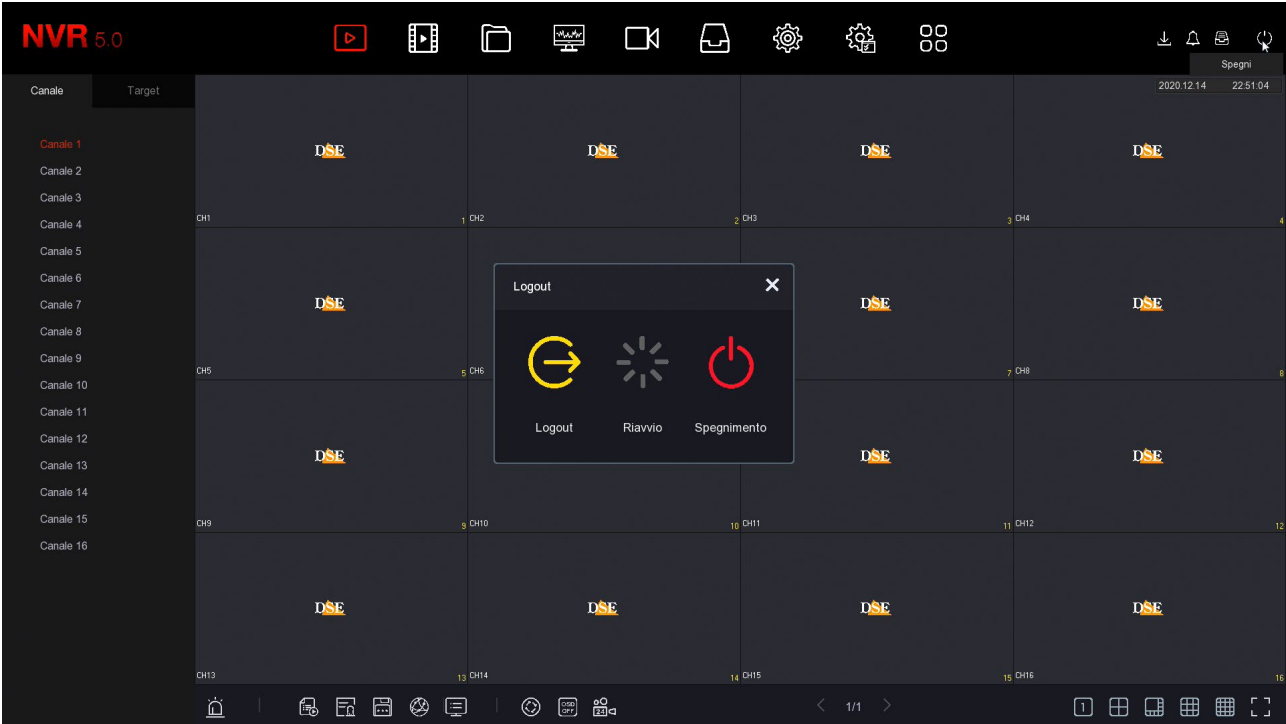 NVR 5.0
Spegni
Canale Target
2020.12.14 22:51:04
Canale 1
Canale 2
Canale 3
Canale 4
Canale 5
Canale 6
Canale 7
Canale 8
Canale 9
Canale 10
Canale 11
Canale 12
Canale 13
Canale 14
Canale 15
Canale 16
DSE DSE DSE DSE
CH1 1 CH2 2 CH3 3 CH4 4
DSE DSE DSE
CH5 5 CH6 7 CH8 8
Logout
Logout Riavvio Spegnimento
DSE DSE DSE
CH9 9 CH10 10 CH11 11 CH12 12
DSE DSE DSE DSE
CH13 13 CH14 14 CH15 15 CH16 16
OSD
OFF
24
1/1
1